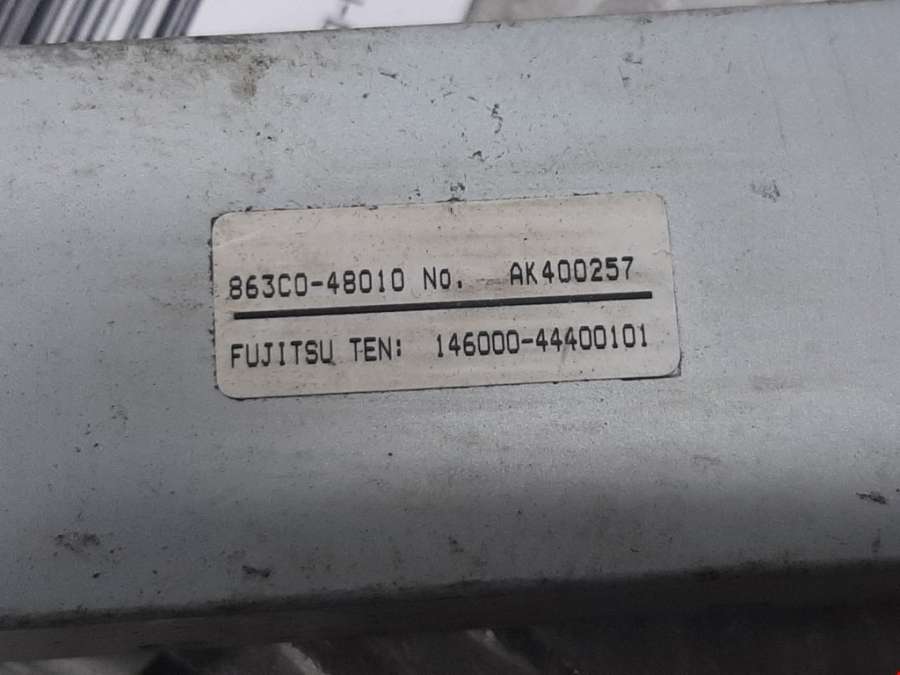 863C0-48010 No. AK400257
FUJITSU TEN: 146000-44400101